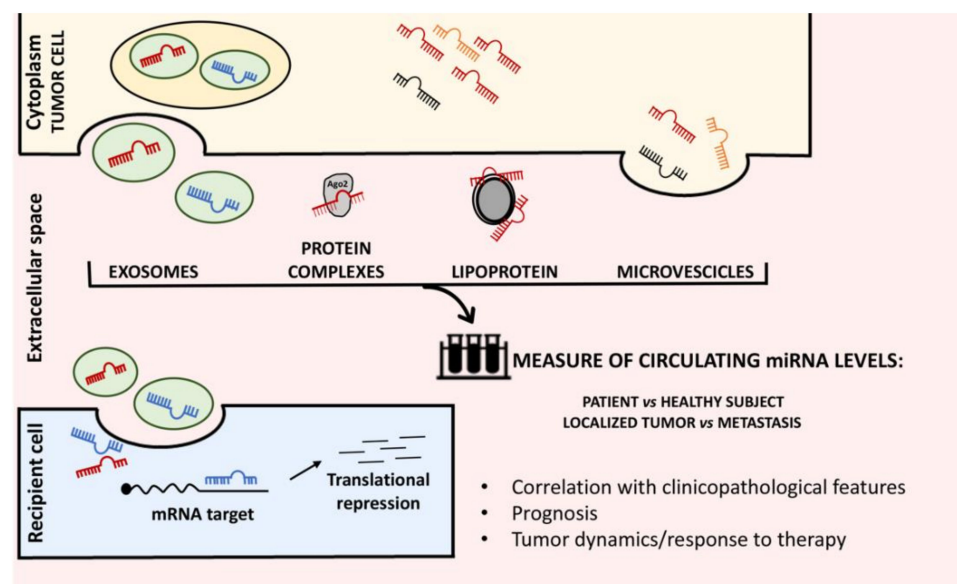 Cytoplasm
TUMOR CELL
Extracellular space
Ago2
EXOSOMES
PROTEIN
COMPLEXES
LIPOPROTEIN
MICROVESCICLES
MEASURE OF CIRCULATING miRNA LEVELS:
PATIENT vs HEALTHY SUBJECT
LOCALIZED TUMOR vs METASTASIS
Recipient cell
mRNA target
Translational
repression
• Correlation with clinicopathological features
• Prognosis
• Tumor dynamics/response to therapy